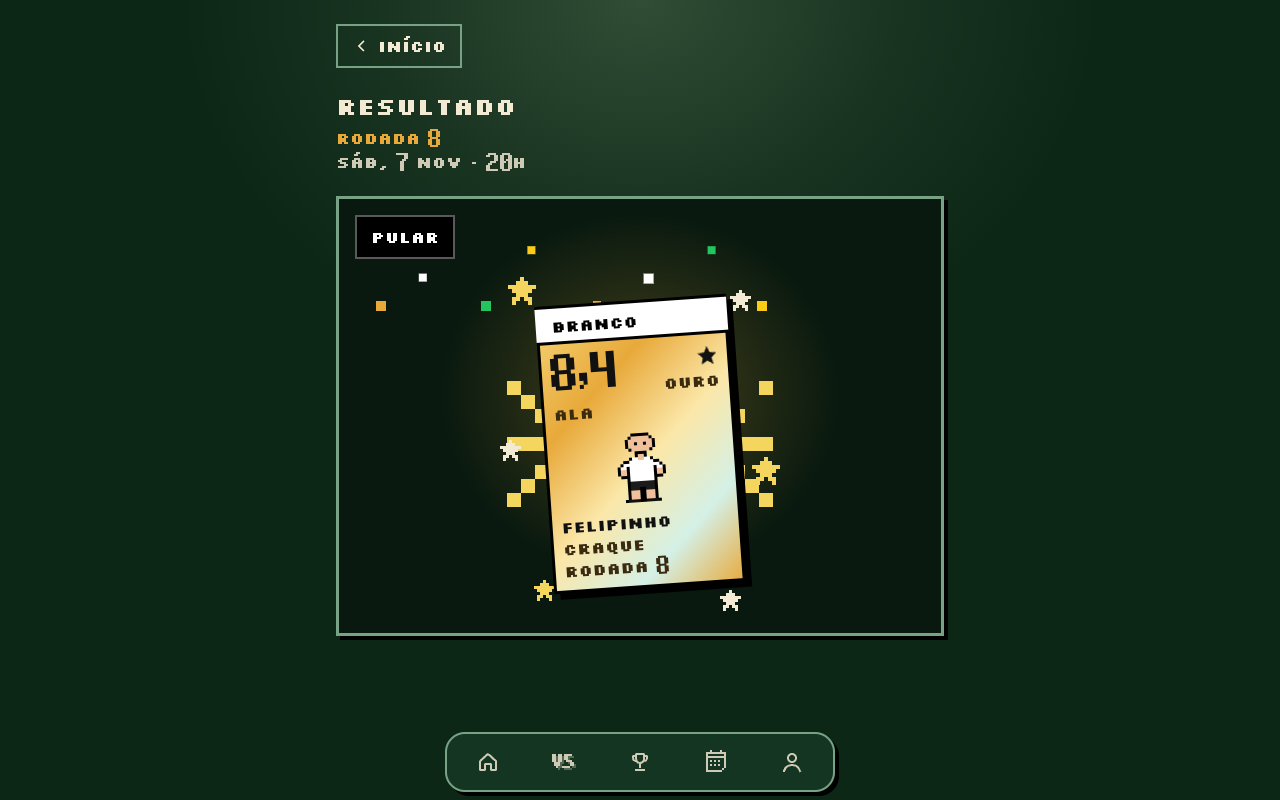 INÍCIO
RESULTADO
RODADA 8
SÁB, 7 NOV · 20H
PULAR
BRANCO
8,4
OURO
ALA
FELIPINHO
CRAQUE
RODADA 8
VS